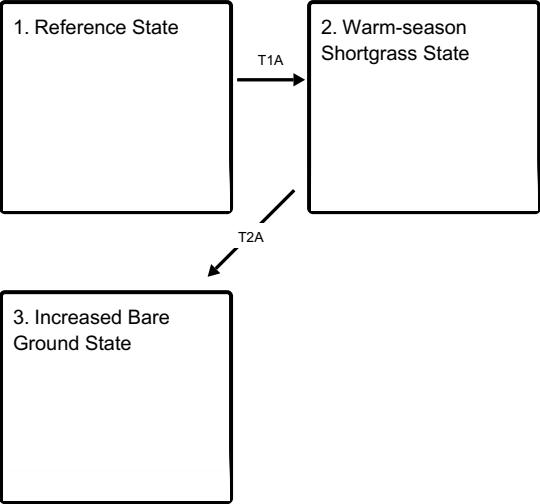 1. Reference State
T1A
2. Warm-season
Shortgrass State
T2A
3. Increased Bare
Ground State